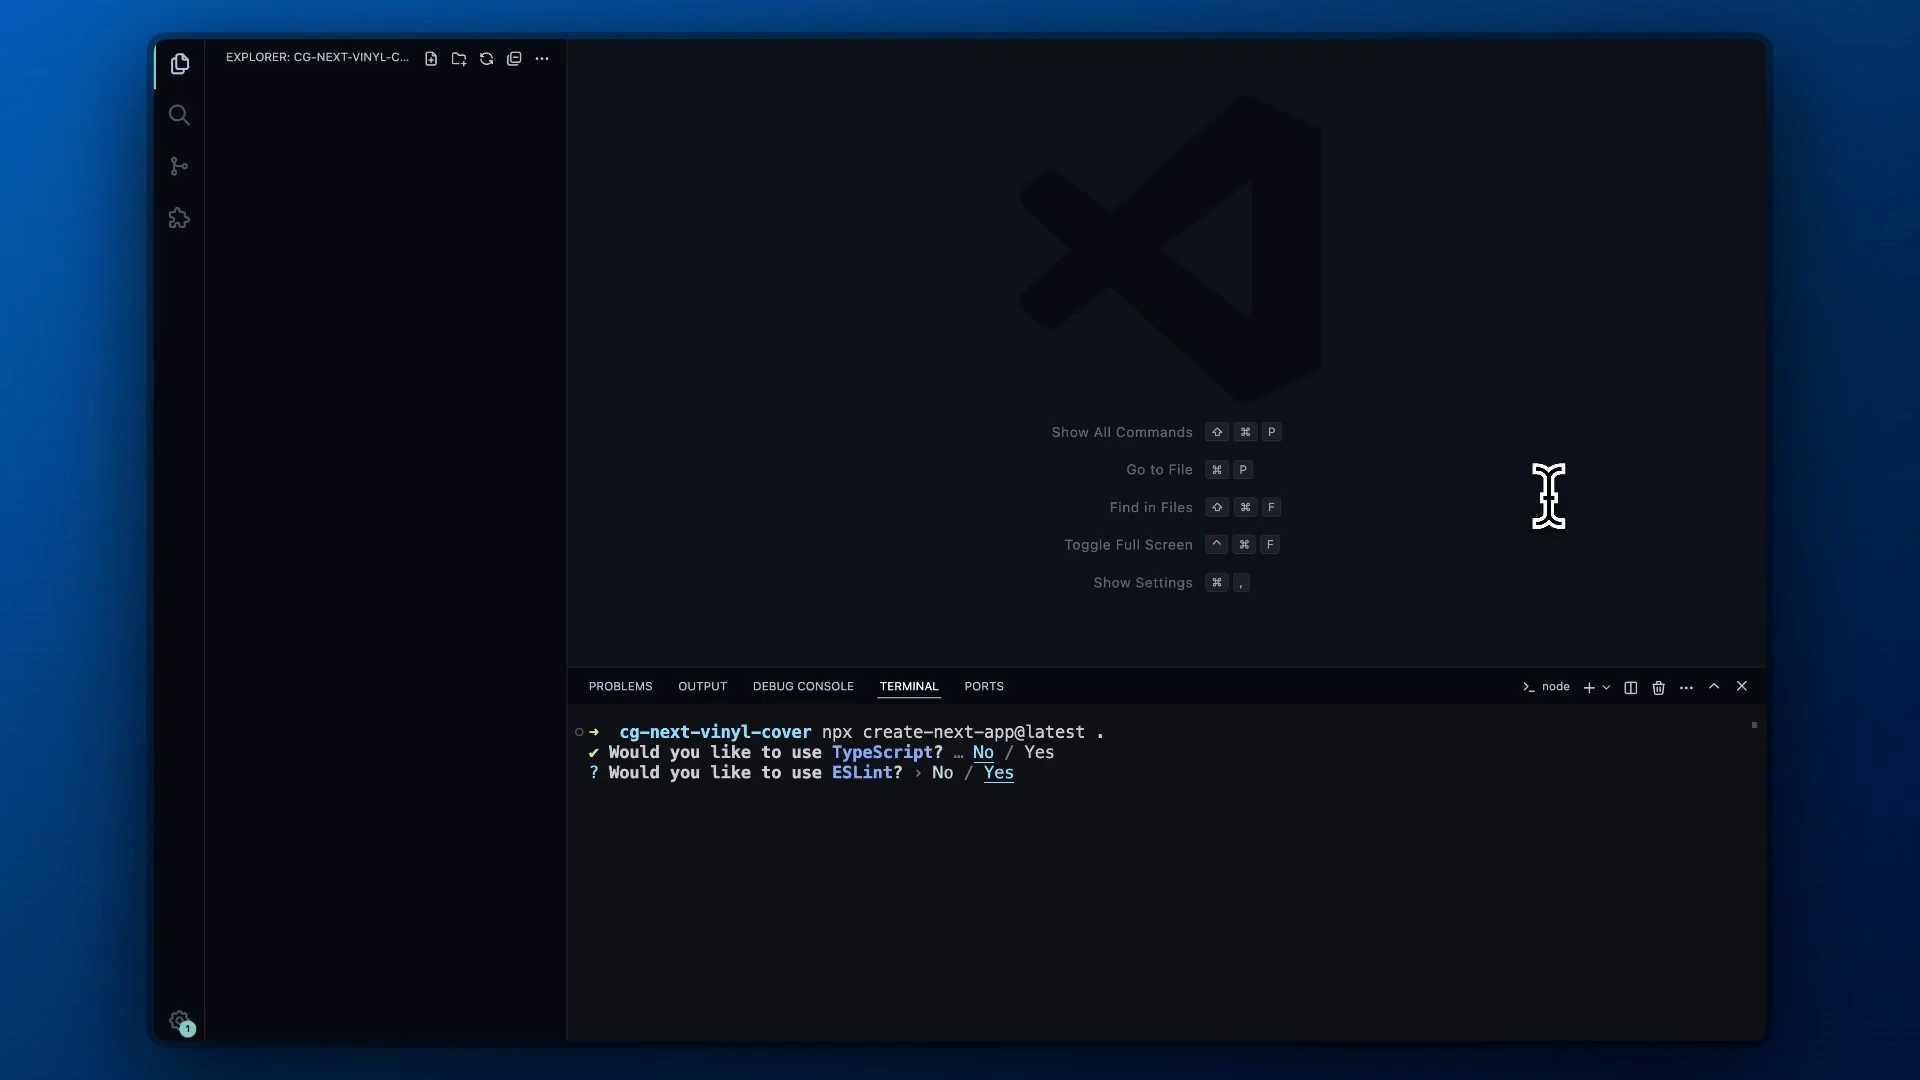 EXPLORER: CG-NEXT-VINYL-C...
Show All Commands ⇧ ⌘ P
Go to File ⌘ P
Find in Files ⇧ ⌘ F
Toggle Full Screen ^ ⌘ F
Show Settings ⌘ ,
PROBLEMS OUTPUT DEBUG CONSOLE TERMINAL PORTS
node
➜ cg-next-vinyl-cover npx create-next-app@latest .
✔ Would you like to use TypeScript? … No / Yes
? Would you like to use ESLint? › No / Yes
1